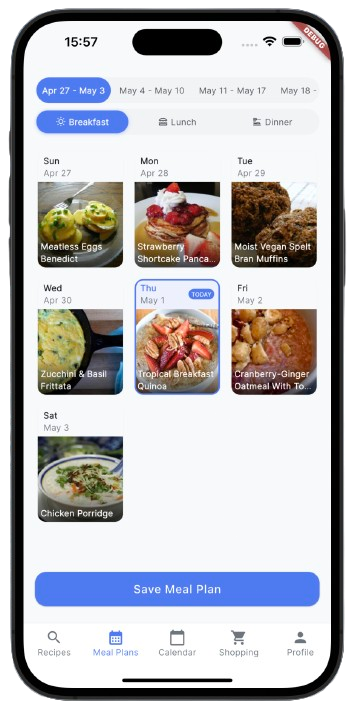 15:57
DEBUG
Apr 27 - May 3
May 4 - May 10
May 11 - May 17
May 18 -
Breakfast
Lunch
Dinner
Sun
Apr 27
Meatless Eggs
Benedict
Mon
Apr 28
Strawberry
Shortcake Panca...
Tue
Apr 29
Moist Vegan Spelt
Bran Muffins
Wed
Apr 30
Zucchini & Basil
Frittata
Thu
May 1
TODAY
Tropical Breakfast
Quinoa
Fri
May 2
Cranberry-Ginger
Oatmeal With To...
Sat
May 3
Chicken Porridge
Save Meal Plan
Recipes
Meal Plans
Calendar
Shopping
Profile